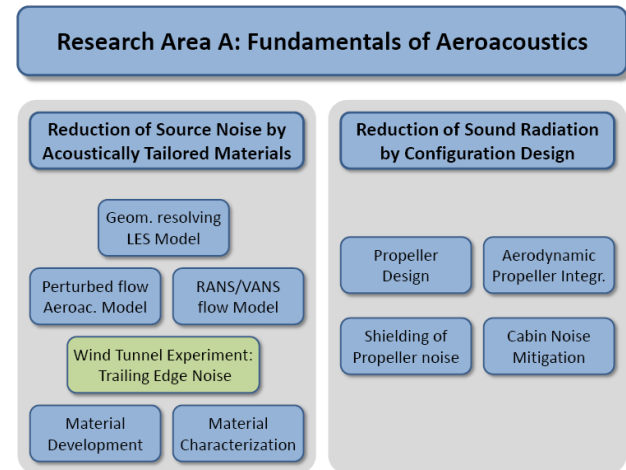 Research Area A: Fundamentals of Aeroacoustics
Reduction of Source Noise by
Acoustically Tailored Materials
Geom. resolving
LES Model
Perturbed flow
Aeroac. Model
RANS/VANS
flow Model
Wind Tunnel Experiment:
Trailing Edge Noise
Material
Development
Material
Characterization
Reduction of Sound Radiation
by Configuration Design
Propeller
Design
Aerodynamic
Propeller Integr.
Shielding of
Propeller noise
Cabin Noise
Mitigation